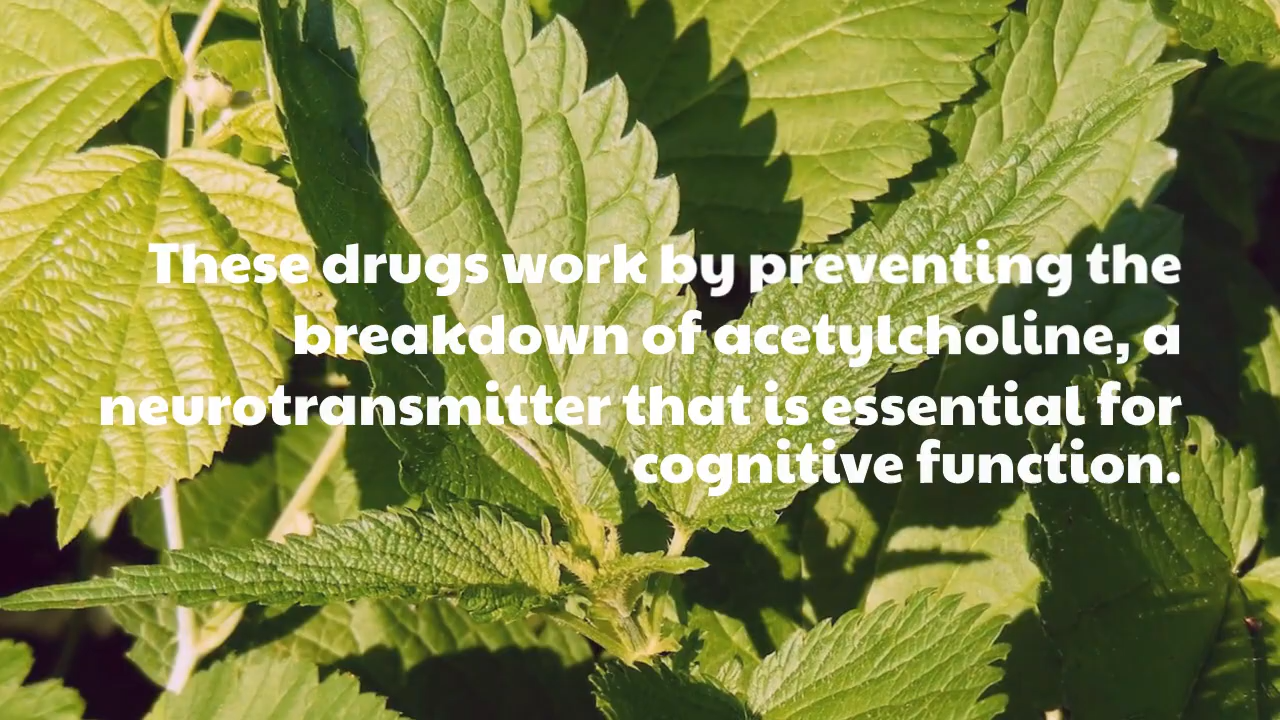 These drugs work by preventing the
breakdown of acetylcholine, a
neurotransmitter that is essential for
cognitive function.